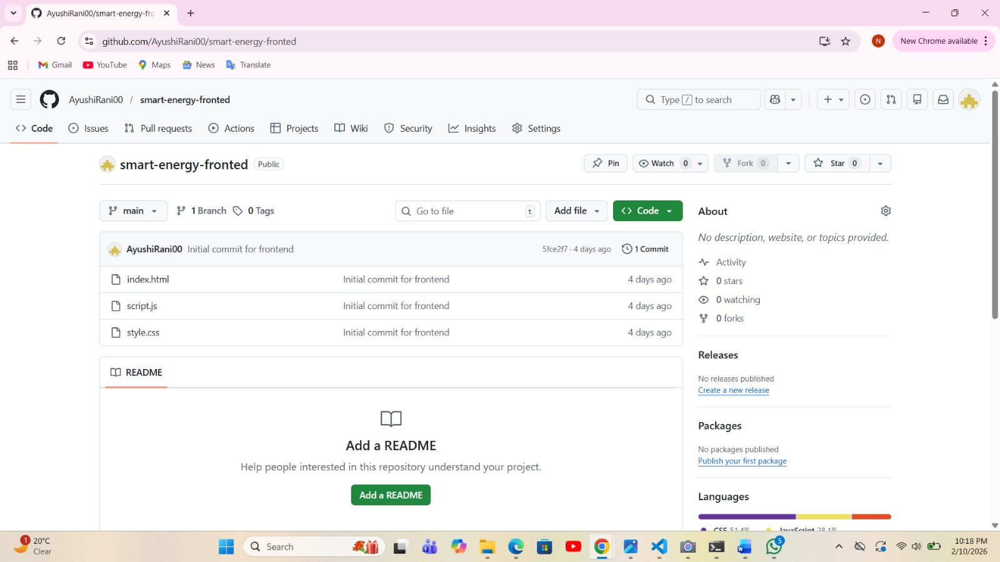 AyushiRani00/smart-energy-fro
github.com/AyushiRani00/smart-energy-fronted
N
New Chrome available
Gmail
YouTube
Maps
News
Translate
AyushiRani00 / smart-energy-fronted
Type / to search
Code
Issues
Pull requests
Actions
Projects
Wiki
Security
Insights
Settings
smart-energy-fronted Public
Pin
Watch 0
Fork 0
Star 0
main
1 Branch
0 Tags
Go to file t
Add file
Code
AyushiRani00 Initial commit for frontend 5fce2f7 · 4 days ago 1 Commit
index.html Initial commit for frontend 4 days ago
script.js Initial commit for frontend 4 days ago
style.css Initial commit for frontend 4 days ago
README
Add a README
Help people interested in this repository understand your project.
Add a README
About
No description, website, or topics provided.
Activity
0 stars
0 watching
0 forks
Releases
No releases published
Create a new release
Packages
No packages published
Publish your first package
Languages
CSS 51.4% JavaScript 28.1%
1
20°C
Clear
Search
5
10:18 PM
2/10/2026